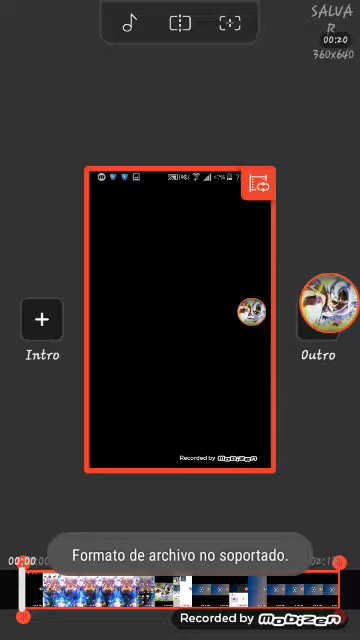 SALVA
R
00:20
360x640
Intro
Outro
Recorded by Mobizen
Formato de archivo no soportado.
00:00
Recorded by Mobizen